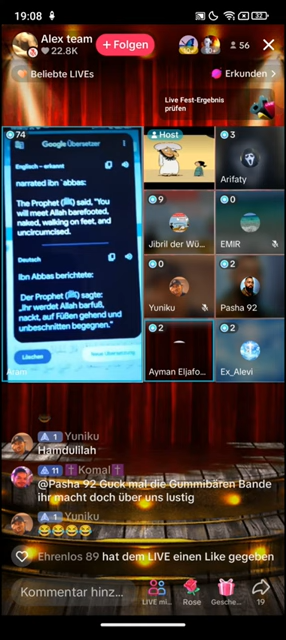 19:08
32
Alex team
22.8K
+ Folgen
56
Beliebte LIVEs
Erkunden >
Live Fest-Ergebnis
prüfen
74
Google Übersetzer
Englisch – erkannt
narrated Ibn `abbas:
The Prophet (ﷺ) said, "You
will meet Allah barefooted,
naked, walking on feet, and
uncircumcised.
Deutsch
Ibn Abbas berichtete:
Der Prophet (ﷺ) sagte:
„Ihr werdet Allah barfuß,
nackt, auf Füßen gehend und
unbeschnitten begegnen."
Löschen
Neue Übersetzung
Aram
Host
3
Arifaty
9
Jibril der Wü...
0
EMIR
0
Yuniku
2
Pasha 92
2
Ayman Eljafo...
2
Ex_Alevi
1 Yuniku
Hamdulilah
11 Komal
@Pasha 92 Guck mal die Gummibären Bande
ihr macht doch über uns lustig
1 Yuniku
😂😂😂😂
Ehrenlos 89 hat dem LIVE einen Like gegeben
Kommentar hinz...
LIVE mi...
Rose
Gesche...
19